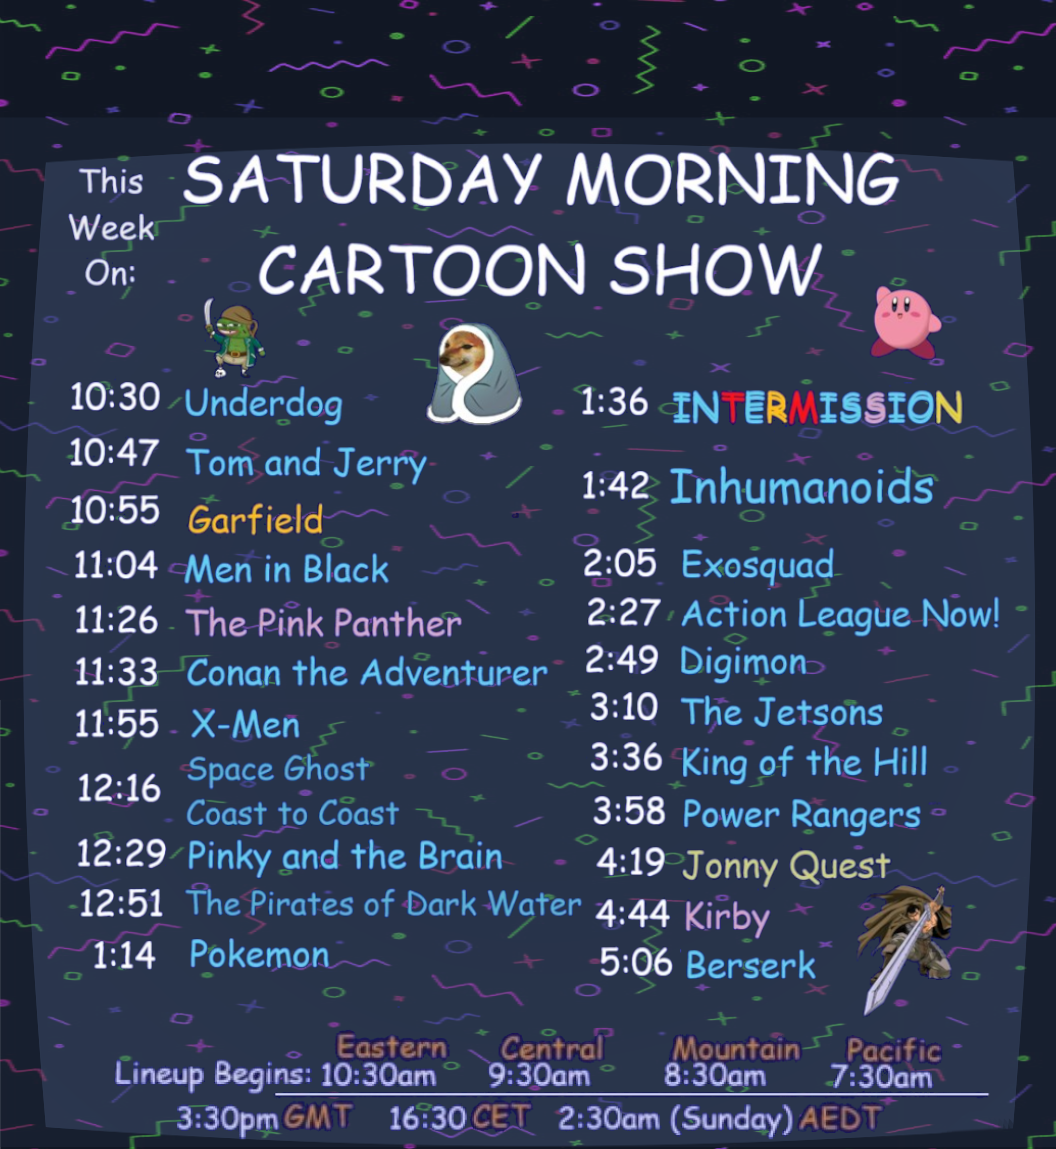 This
Week
On:
SATURDAY MORNING
CARTOON SHOW
10:30 Underdog
10:47 Tom and Jerry
10:55 Garfield
11:04 Men in Black
11:26 The Pink Panther
11:33 Conan the Adventurer
11:55 X-Men
12:16 Space Ghost
Coast to Coast
12:29 Pinky and the Brain
12:51 The Pirates of Dark Water
1:14 Pokemon
1:36 INTERMISSION
1:42 Inhumanoids
2:05 Exosquad
2:27 Action League Now!
2:49 Digimon
3:10 The Jetsons
3:36 King of the Hill
3:58 Power Rangers
4:19 Jonny Quest
4:44 Kirby
5:06 Berserk
Eastern Central Mountain Pacific
Lineup Begins: 10:30am 9:30am 8:30am 7:30am
3:30pm GMT 16:30 CET 2:30am (Sunday) AEDT